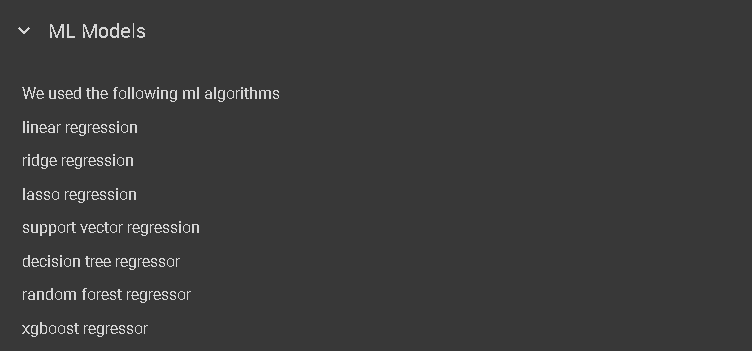 ML Models
We used the following ml algorithms
linear regression
ridge regression
lasso regression
support vector regression
decision tree regressor
random forest regressor
xgboost regressor